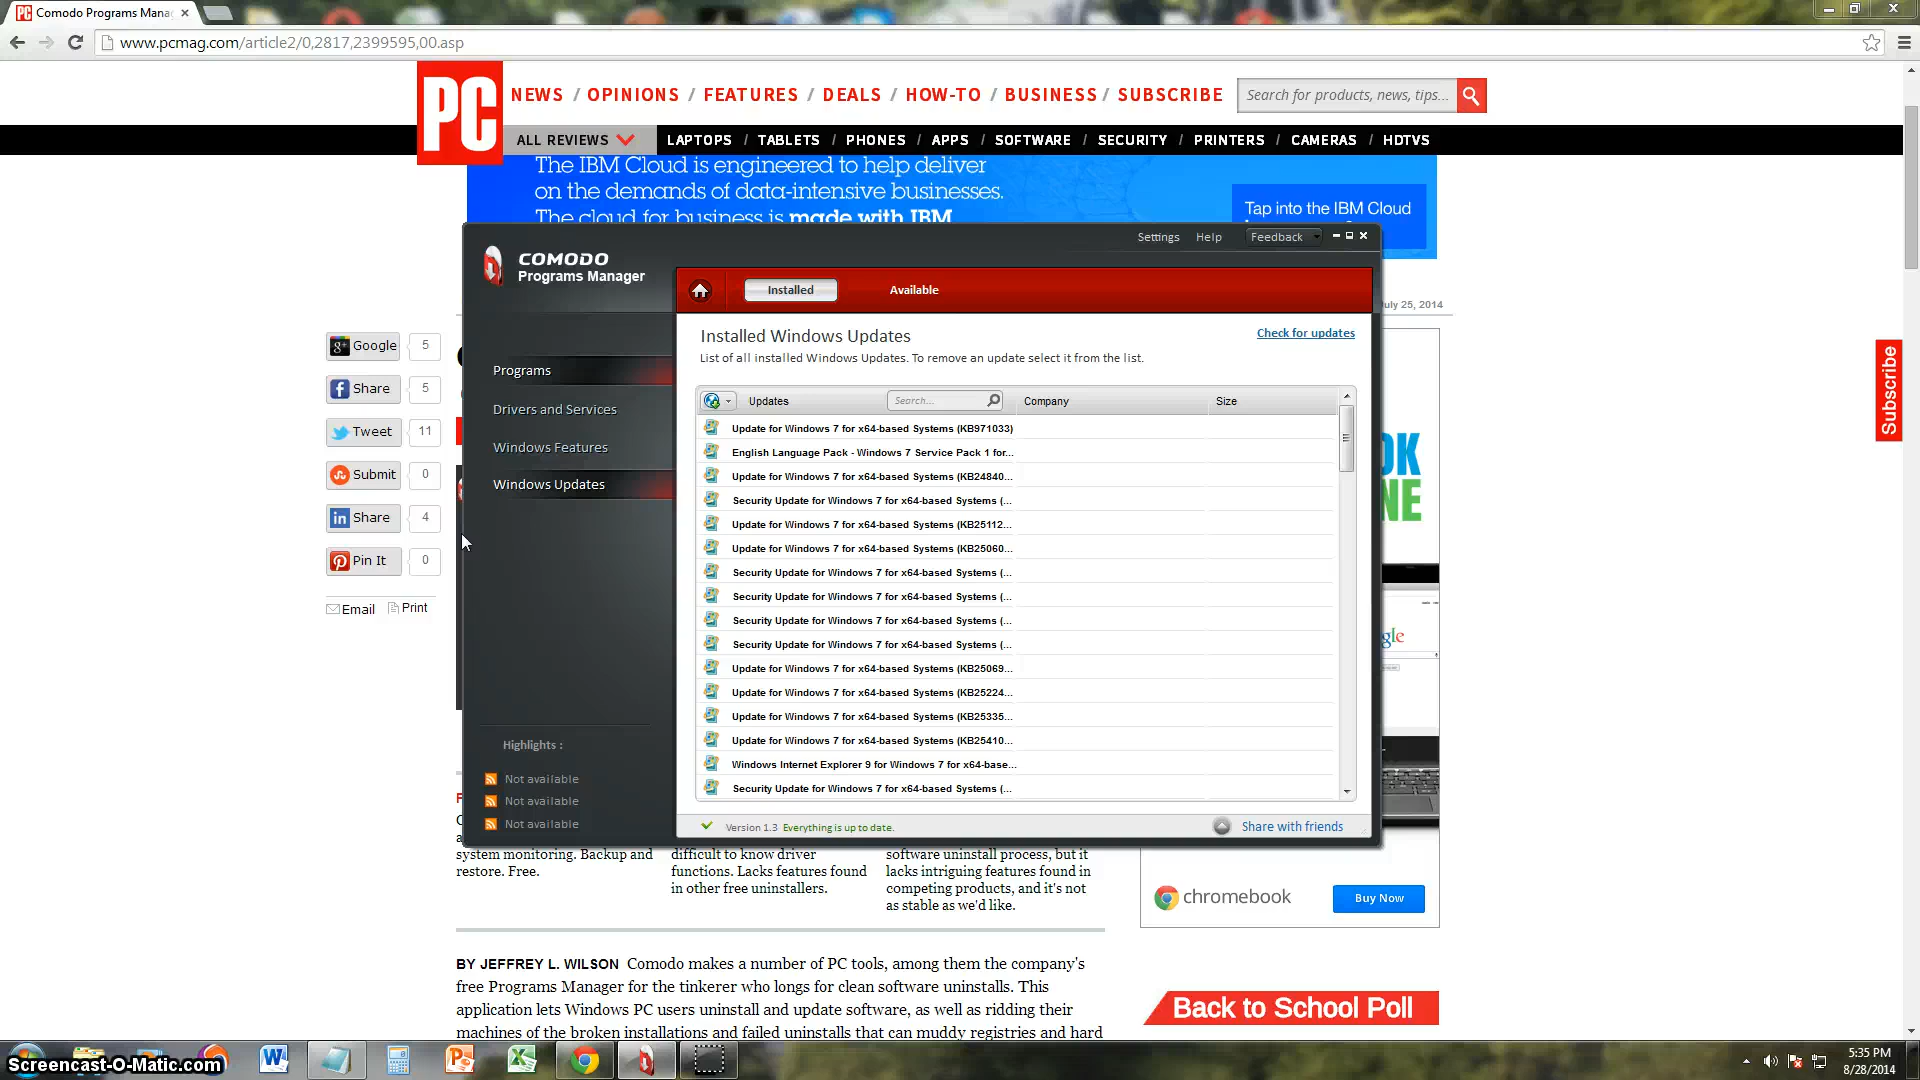 Comodo Programs Mana
www.pcmag.com/article2/0,2817,2399595,00.asp
PC
NEWS / OPINIONS / FEATURES / DEALS / HOW-TO / BUSINESS / SUBSCRIBE
Search for products, news, tips...
ALL REVIEWS
LAPTOPS / TABLETS / PHONES / APPS / SOFTWARE / SECURITY / PRINTERS / CAMERAS / HDTVS
The IBM Cloud is engineered to help deliver
on the demands of data-intensive businesses.
The cloud for business is made with IBM
Tap into the IBM Cloud
Settings Help Feedback
COMODO
Programs Manager
Installed Available
July 25, 2014
Installed Windows Updates
Check for updates
List of all installed Windows Updates. To remove an update select it from the list.
Google 5
Share 5
Tweet 11
Submit 0
Share 4
Pin It 0
Email Print
Programs
Drivers and Services
Windows Features
Windows Updates
Updates Search... Company Size
Update for Windows 7 for x64-based Systems (KB971033)
English Language Pack - Windows 7 Service Pack 1 for...
Update for Windows 7 for x64-based Systems (KB24840...
Security Update for Windows 7 for x64-based Systems (...
Update for Windows 7 for x64-based Systems (KB25112...
Update for Windows 7 for x64-based Systems (KB25060...
Security Update for Windows 7 for x64-based Systems (...
Security Update for Windows 7 for x64-based Systems (...
Security Update for Windows 7 for x64-based Systems (...
Security Update for Windows 7 for x64-based Systems (...
Update for Windows 7 for x64-based Systems (KB25069...
Update for Windows 7 for x64-based Systems (KB25224...
Update for Windows 7 for x64-based Systems (KB25335...
Update for Windows 7 for x64-based Systems (KB25410...
Windows Internet Explorer 9 for Windows 7 for x64-base...
Security Update for Windows 7 for x64-based Systems (...
Highlights :
Not available
Not available
Not available
Version 1.3 Everything is up to date.
Share with friends
Subscribe
OK
NE
gle
system monitoring. Backup and
restore. Free.
difficult to know driver
functions. Lacks features found
in other free uninstallers.
software uninstall process, but it
lacks intriguing features found in
competing products, and it's not
as stable as we'd like.
chromebook
Buy Now
BY JEFFREY L. WILSON Comodo makes a number of PC tools, among them the company's
free Programs Manager for the tinkerer who longs for clean software uninstalls. This
application lets Windows PC users uninstall and update software, as well as ridding their
machines of the broken installations and failed uninstalls that can muddy registries and hard
Back to School Poll
Screencast-O-Matic.com
5:35 PM
8/28/2014